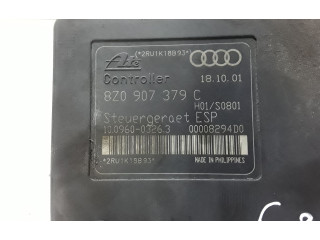 *2RU1K18B93*
Ate
Controller 18.10.01
8Z0 907 379 C
H01/S0801
Steuergeraet ESP
10.0960-0326.3 00008294D0
*2RU1K18B93* MADE IN PHILIPPINES